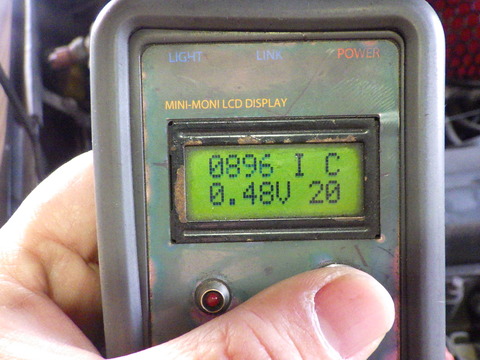 LIGHT LINK POWER
MINI-MONI LCD DISPLAY
0896 I C
0.48V 20